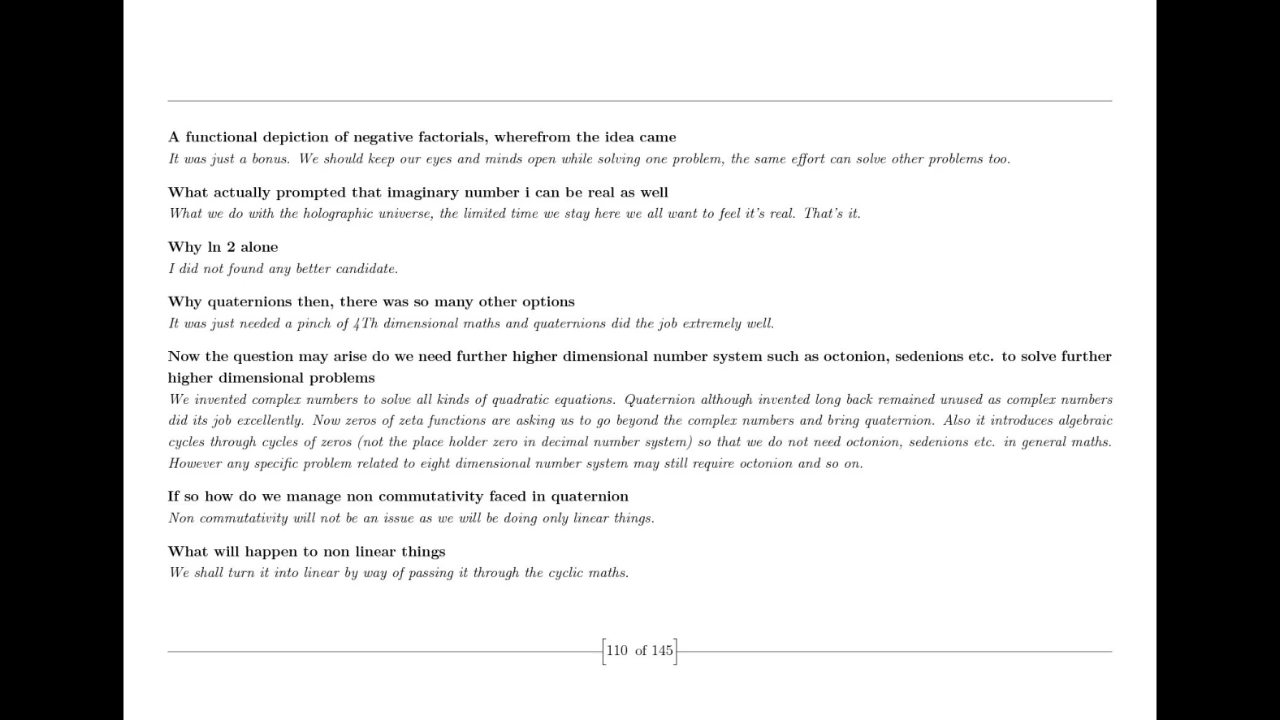 A functional depiction of negative factorials, wherefrom the idea came
It was just a bonus. We should keep our eyes and minds open while solving one problem, the same effort can solve other problems too.
What actually prompted that imaginary number i can be real as well
What we do with the holographic universe, the limited time we stay here we all want to feel it's real. That's it.
Why ln 2 alone
I did not found any better candidate.
Why quaternions then, there was so many other options
It was just needed a pinch of 4Th dimensional maths and quaternions did the job extremely well.
Now the question may arise do we need further higher dimensional number system such as octonion, sedenions etc. to solve further
higher dimensional problems
We invented complex numbers to solve all kinds of quadratic equations. Quaternion although invented long back remained unused as complex numbers
did its job excellently. Now zeros of zeta functions are asking us to go beyond the complex numbers and bring quaternion. Also it introduces algebraic
cycles through cycles of zeros (not the place holder zero in decimal number system) so that we do not need octonion, sedenions etc. in general maths.
However any specific problem related to eight dimensional number system may still require octonion and so on.
If so how do we manage non commutativity faced in quaternion
Non commutativity will not be an issue as we will be doing only linear things.
What will happen to non linear things
We shall turn it into linear by way of passing it through the cyclic maths.
[110 of 145]